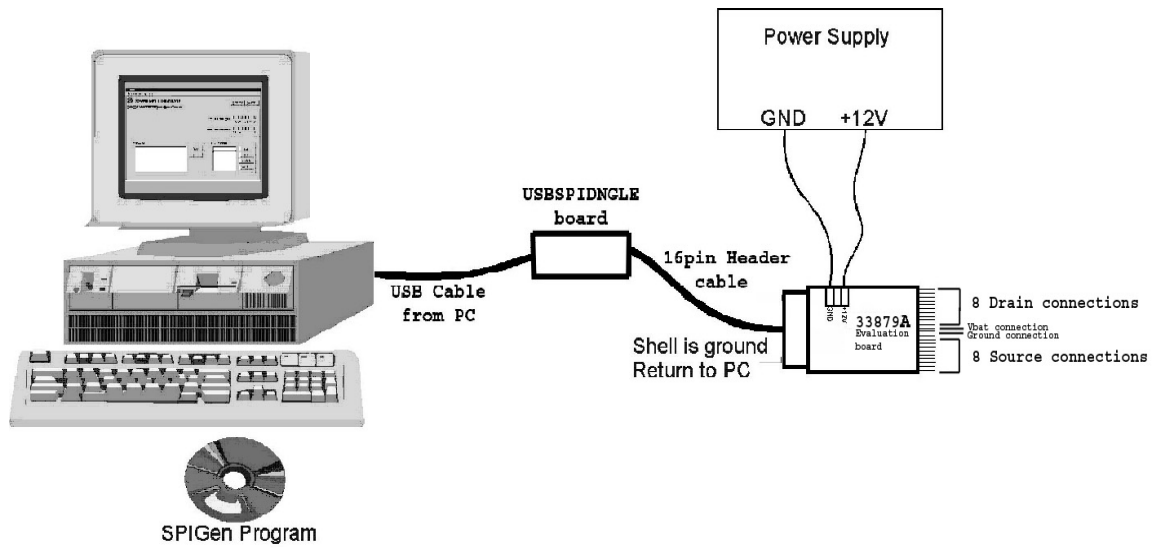 Power Supply
GND +12V
USBSPIDNGLE
board
16pin Header
cable
USB Cable
from PC
GND
+12V
33879A
Evaluation
board
8 Drain connections
Vbat connection
Ground connection
8 Source connections
Shell is ground
Return to PC
SPIGen Program